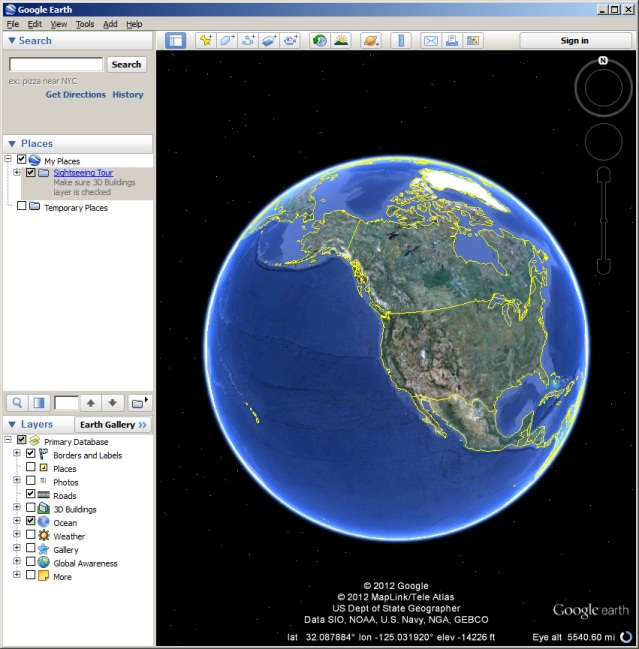 Google Earth
File Edit View Tools Add Help
Search
Sign in
N
Search
ex: pizza near NYC
Get Directions History
Places
My Places
Sightseeing Tour
Make sure 3D Buildings
layer is checked
Temporary Places
Layers
Earth Gallery >>
Primary Database
Borders and Labels
Places
Photos
Roads
3D Buildings
Ocean
Weather
Gallery
Global Awareness
More
© 2012 Google
© 2012 MapLink/Tele Atlas
US Dept of State Geographer
Data SIO, NOAA, U.S. Navy, NGA, GEBCO
Google earth
lat 32.087884° lon -125.031920° elev -14226 ft
Eye alt 5540.60 mi